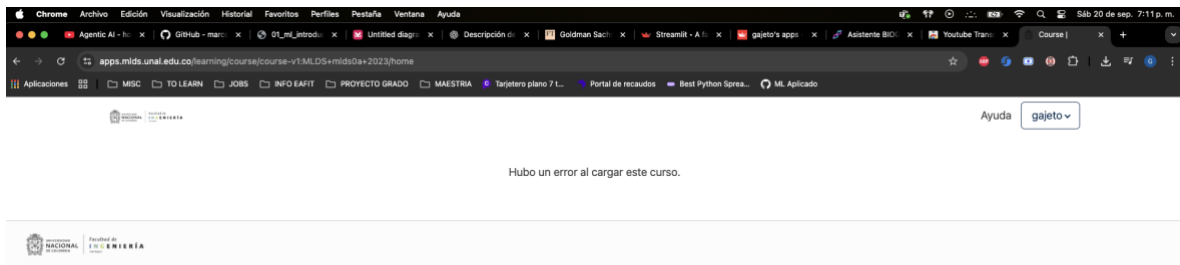 Chrome Archivo Edición Visualización Historial Favoritos Perfiles Pestaña Ventana Ayuda Sáb 20 de sep. 7:11 p. m.
Agentic AI - ho GitHub - marc 01_ml_introdu Untitled diagra Descripción de Goldman Sach Streamlit - A fa gajeto's apps Asistente BIO Youtube Trans Course |
apps.mlds.unal.edu.co/learning/course/course-v1:MLDS+mlds0a+2023/home
Aplicaciones MISC TO LEARN JOBS INFO EAFIT PROYECTO GRADO MAESTRIA Tarjetero plano 7 t... Portal de recaudos Best Python Sprea... ML Aplicado
Ayuda gajeto
Hubo un error al cargar este curso.
NACIONAL
Facultad de
INGENIERÍA